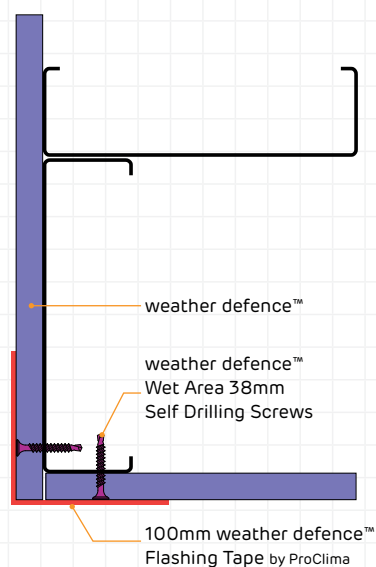 weather defence™
weather defence™
Wet Area 38mm
Self Drilling Screws
100mm weather defence™
Flashing Tape by ProClima